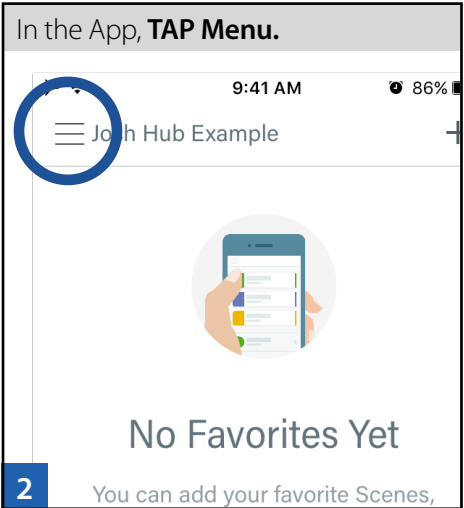 In the App, TAP Menu.
9:41 AM 86%
Hub Example
No Favorites Yet
2
You can add your favorite Scenes,